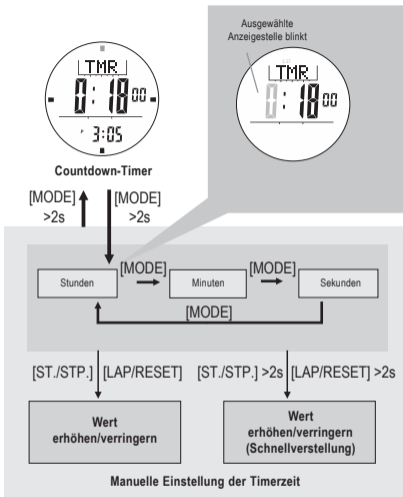 Ausgewählte
Anzeigestelle blinkt
TMR
0: 18 00
3:05
TMR
0: 18 00
Countdown-Timer
[MODE]
>2s
[MODE]
>2s
Stunden
[MODE]
Minuten
[MODE]
Sekunden
[MODE]
[ST./STP.]
[LAP/RESET]
[ST./STP.] >2s
[LAP/RESET] >2s
Wert
erhöhen/verringern
Wert
erhöhen/verringern
(Schnellverstellung)
Manuelle Einstellung der Timerzeit